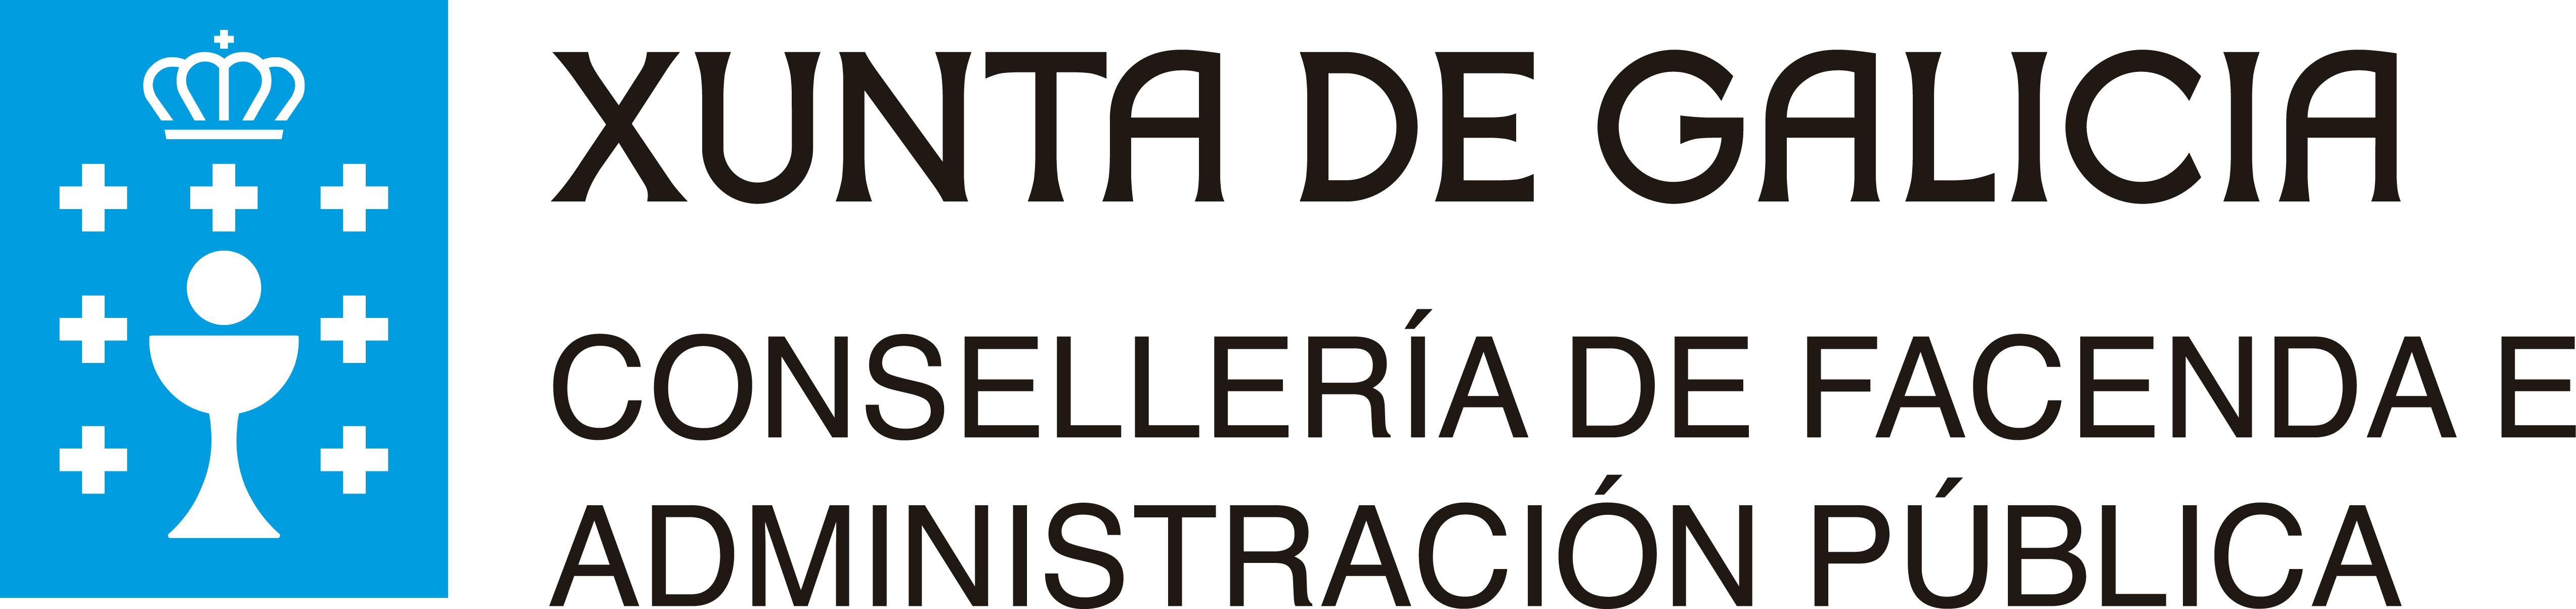 XUNTA DE GALICIA
CONSELLERÍA DE FACENDA E
ADMINISTRACIÓN PÚBLICA